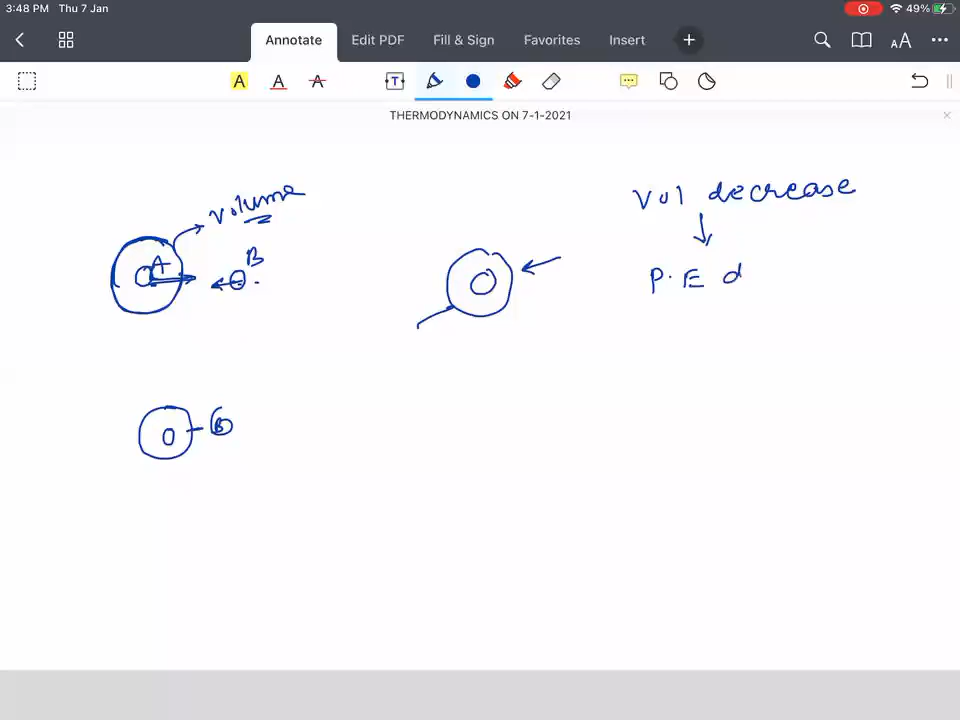 3:48 PM Thu 7 Jan
49%
Annotate Edit PDF Fill & Sign Favorites Insert
THERMODYNAMICS ON 7-1-2021
volume
vol decrease
A
B
P.E d
B